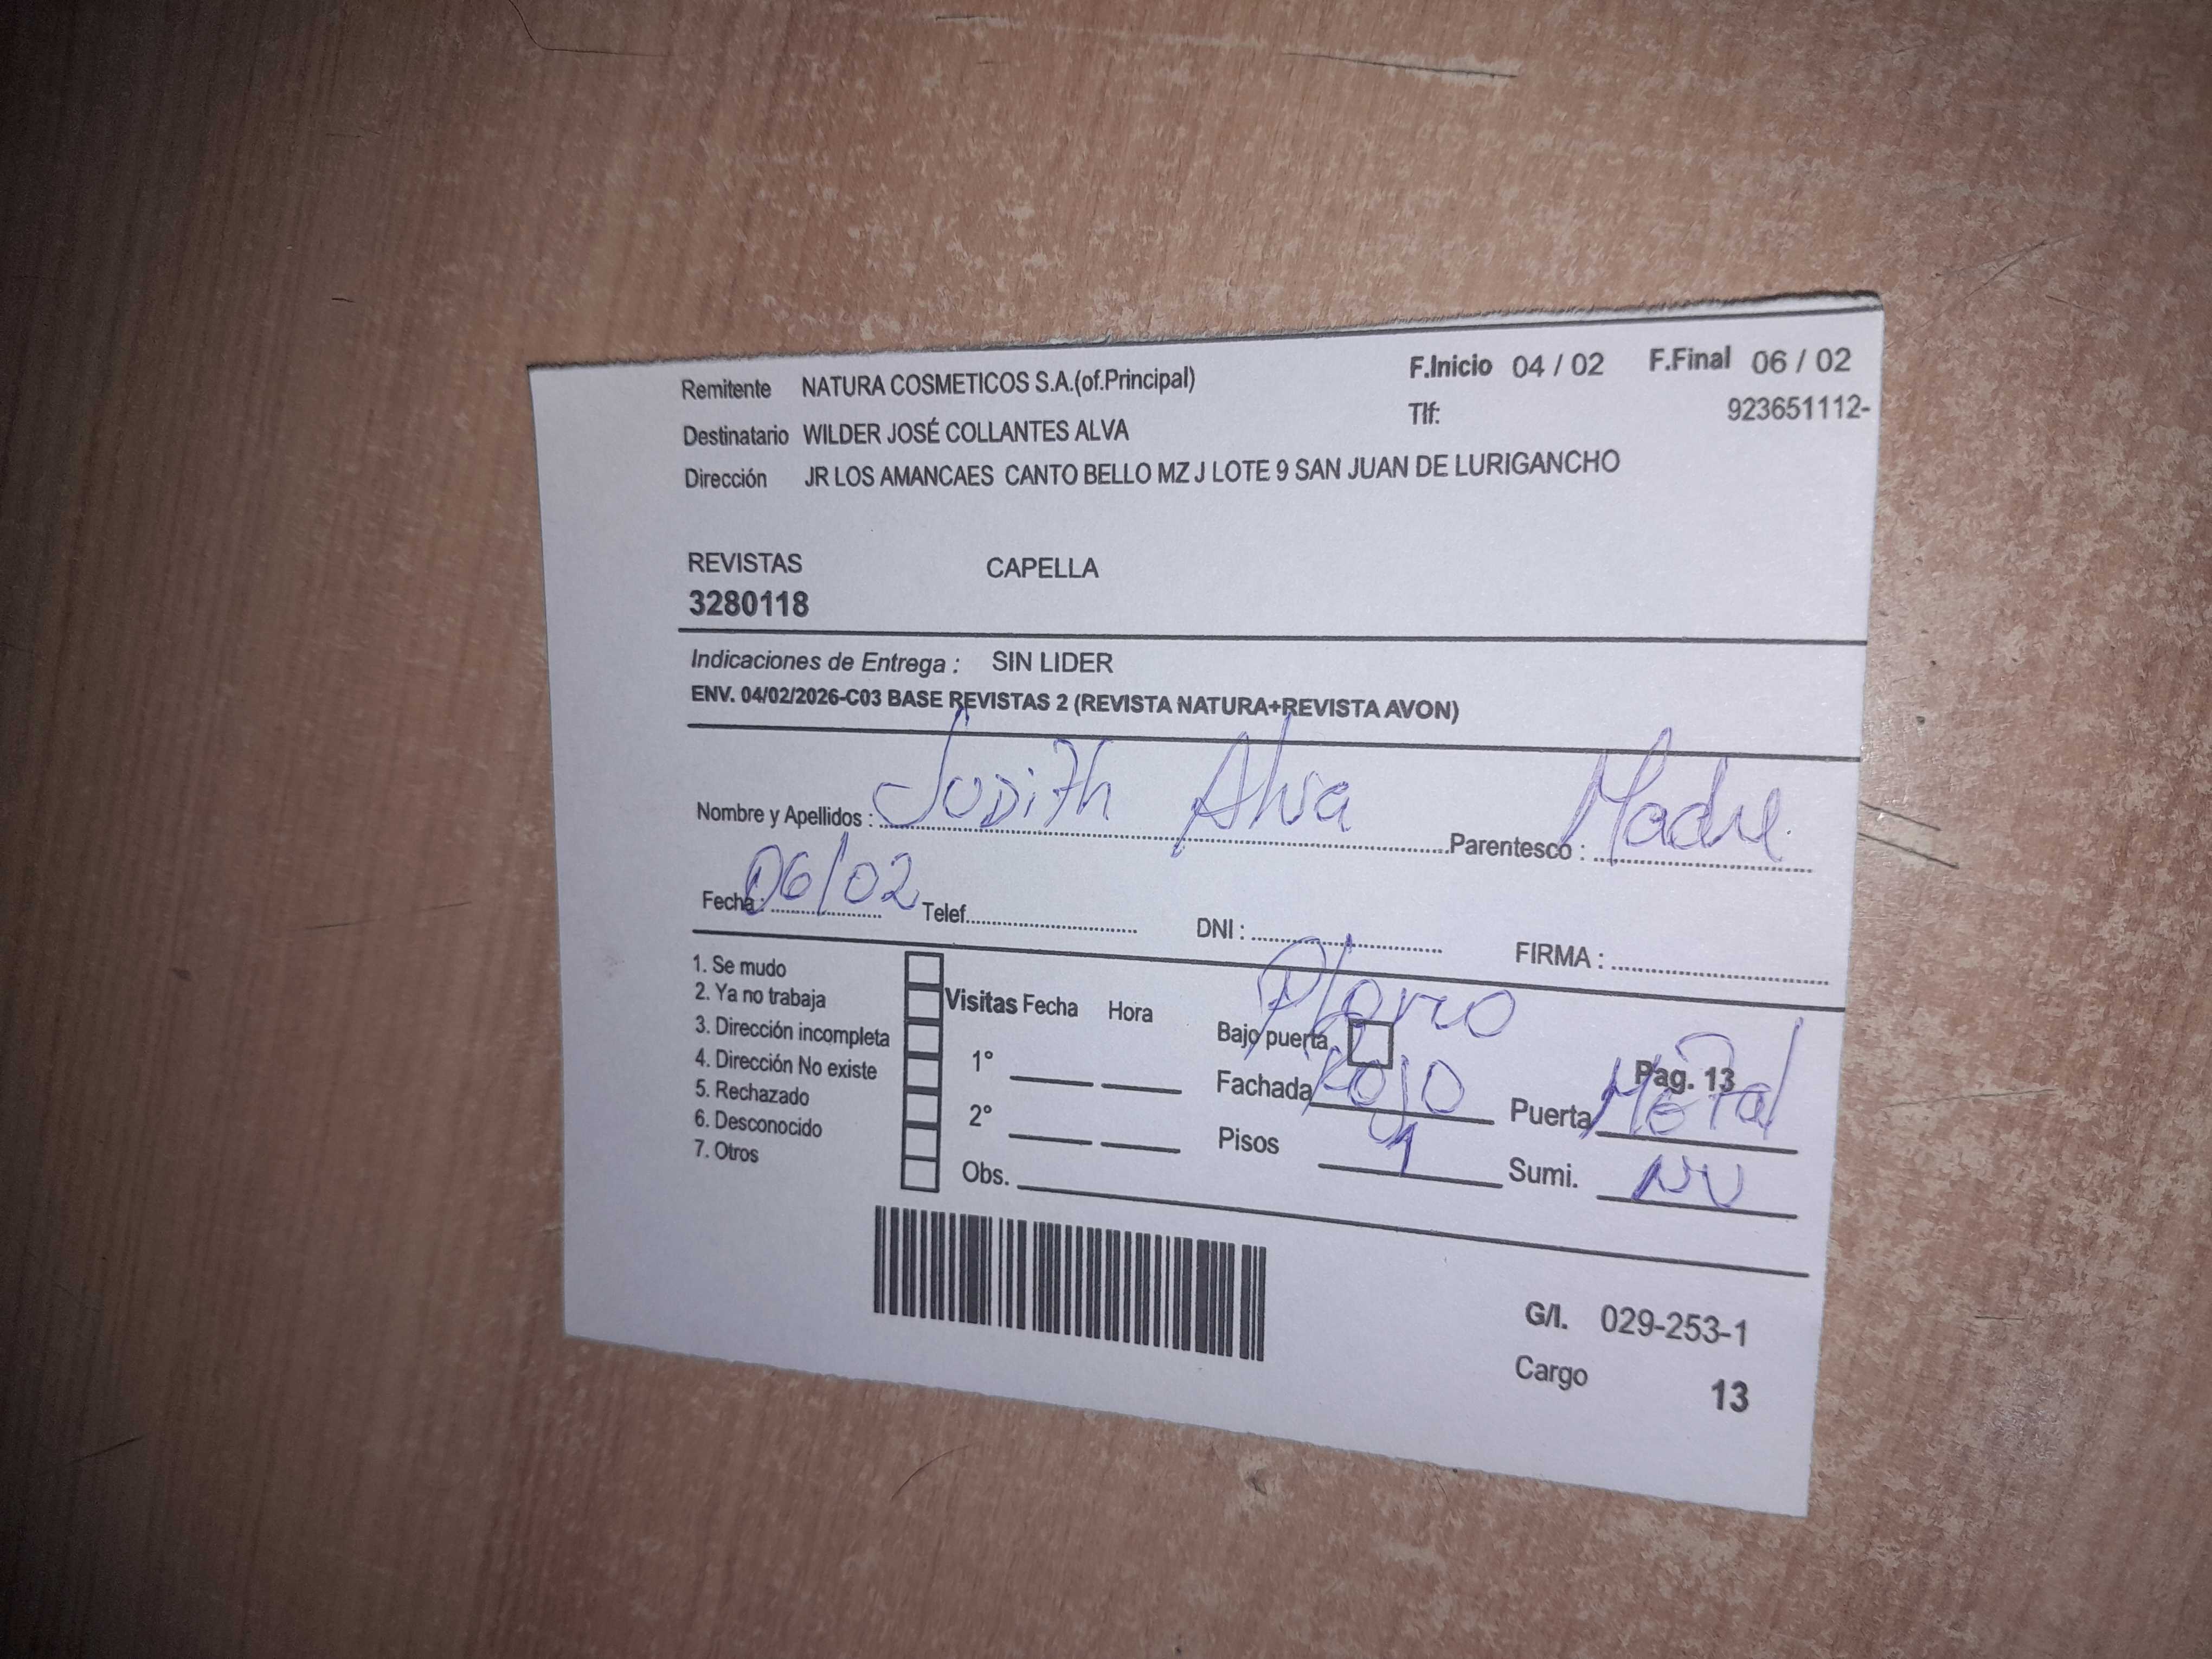 Remitente NATURA COSMETICOS S.A.(of.Principal) F.Inicio 04 / 02 F.Final 06 / 02
Destinatario WILDER JOSÉ COLLANTES ALVA Tlf: 923651112-
Dirección JR LOS AMANCAES CANTO BELLO MZ J LOTE 9 SAN JUAN DE LURIGANCHO
REVISTAS CAPELLA
3280118
Indicaciones de Entrega : SIN LIDER
ENV. 04/02/2026-C03 BASE REVISTAS 2 (REVISTA NATURA+REVISTA AVON)
Nombre y Apellidos : Judith Alva Parentesco : Madre
Fecha : 06/02 Telef. DNI : FIRMA :
1. Se mudo
2. Ya no trabaja
3. Dirección incompleta
4. Dirección No existe
5. Rechazado
6. Desconocido
7. Otros
Visitas Fecha Hora
1°
2°
Obs.
Bajo puerta
Pag. 13
Fachada Rojo Puerta Metal
Pisos 1 Sumi.
G/I. 029-253-1
Cargo 13